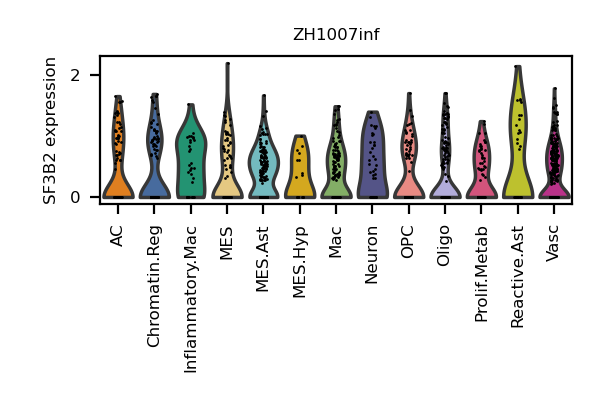 ZH1007inf
SF3B2 expression
2
0
AC
Chromatin.Reg
Inflammatory.Mac
MES
MES.Ast
MES.Hyp
Mac
Neuron
OPC
Oligo
Prolif.Metab
Reactive.Ast
Vasc